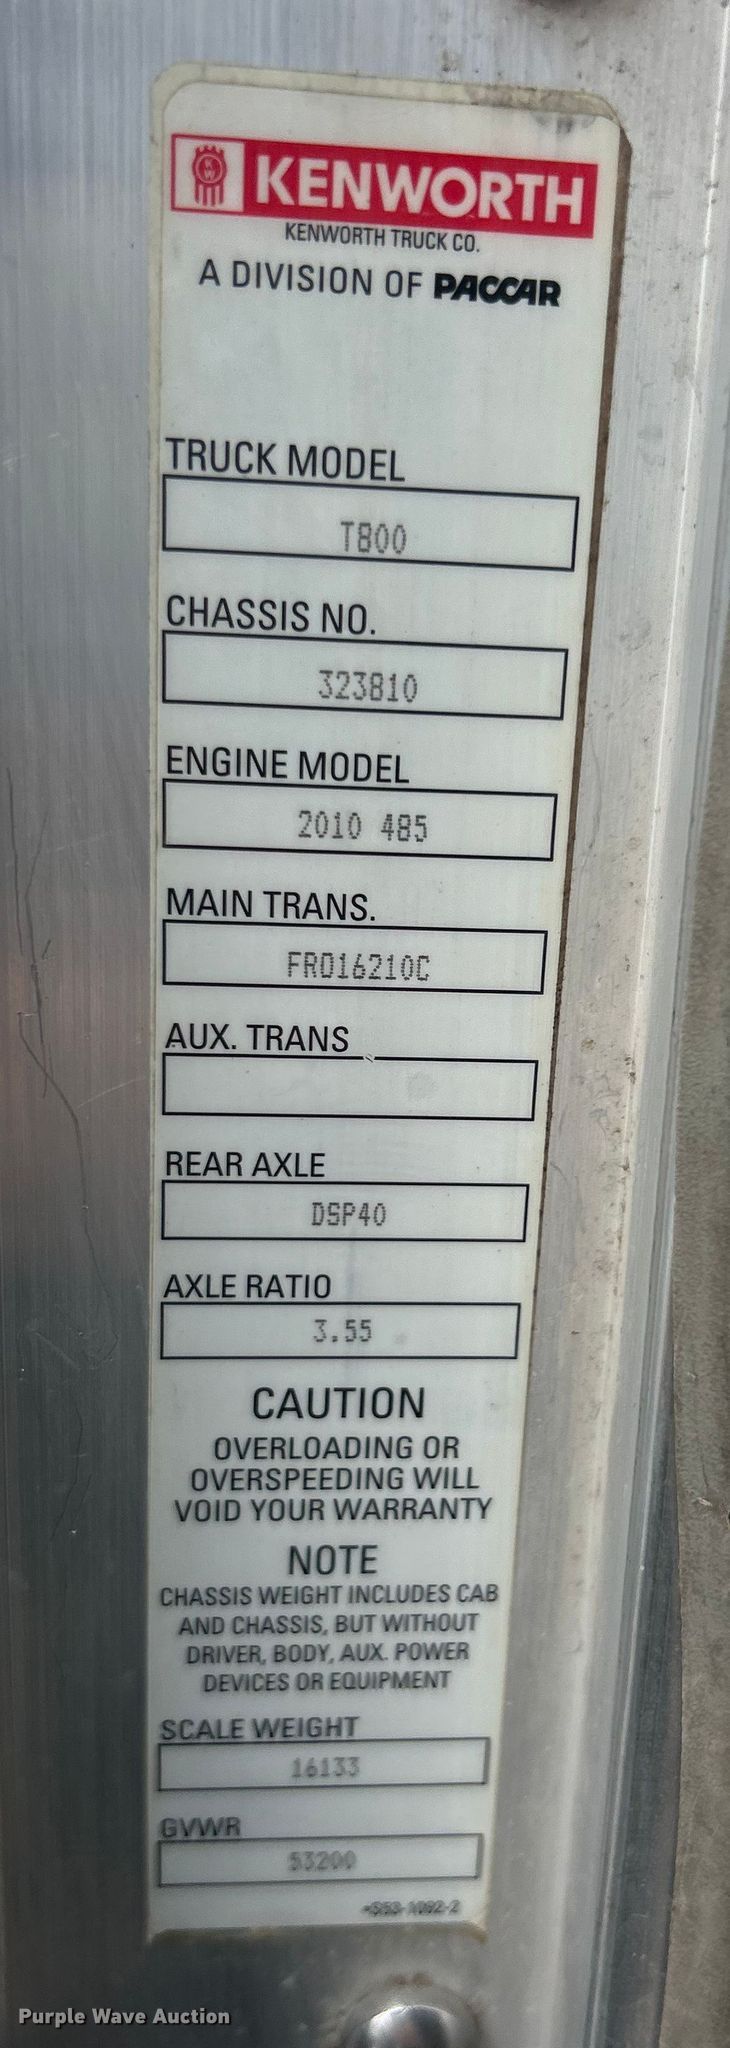 KENWORTH
KENWORTH TRUCK CO.
A DIVISION OF PACCAR
TRUCK MODEL
T800
CHASSIS NO.
323810
ENGINE MODEL
2010 485
MAIN TRANS.
FRO16210C
AUX. TRANS
REAR AXLE
DSP40
AXLE RATIO
3.55
CAUTION
OVERLOADING OR
OVERSPEEDING WILL
VOID YOUR WARRANTY
NOTE
CHASSIS WEIGHT INCLUDES CAB
AND CHASSIS, BUT WITHOUT
DRIVER, BODY, AUX. POWER
DEVICES OR EQUIPMENT
SCALE WEIGHT
16133
GVWR
53200
Purple Wave Auction